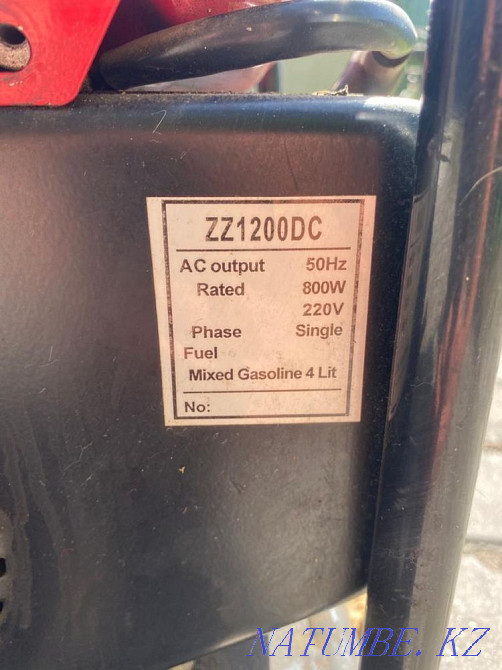 ZZ1200DC
AC output 50Hz
Rated 800W
220V
Phase Single
Fuel
Mixed Gasoline 4 Lit
No:
NATUMBE. KZ